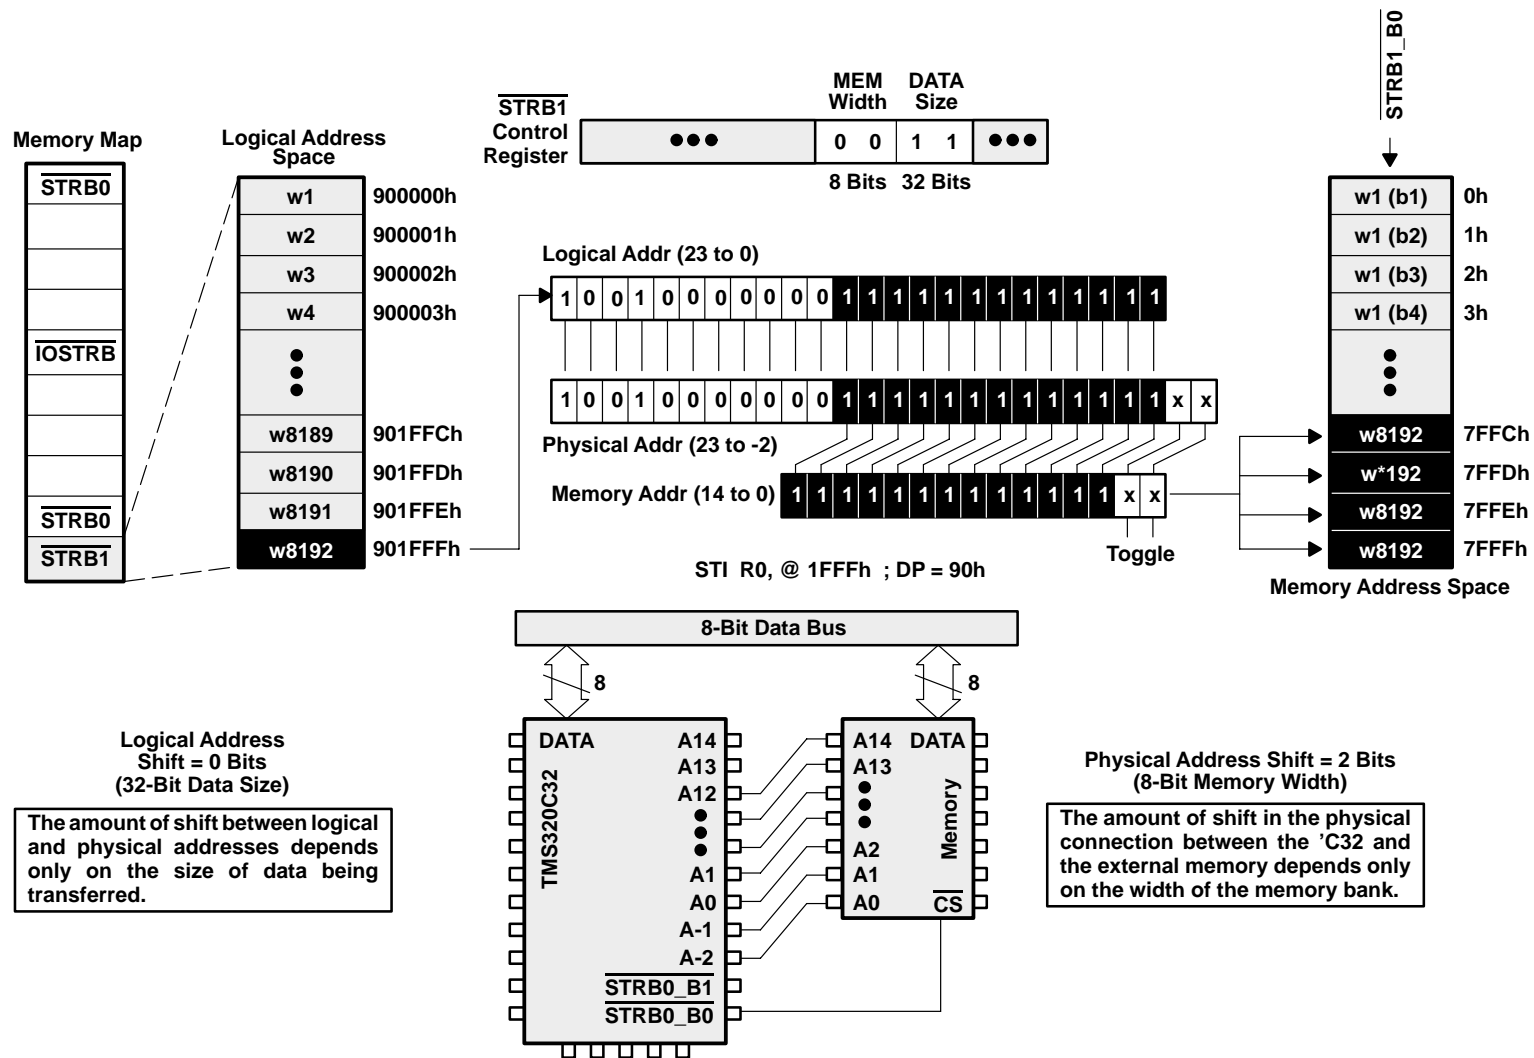 STRB1_B0
MEM Width
DATA Size
STRB1 Control Register
0 0 1 1
8 Bits 32 Bits
Memory Map
STRB0
IOSTRB
STRB0
STRB1
Logical Address Space
w1 900000h
w2 900001h
w3 900002h
w4 900003h
w8189 901FFCh
w8190 901FFDh
w8191 901FFEh
w8192 901FFFh
Logical Addr (23 to 0)
1 0 0 1 0 0 0 0 0 0 0 1 1 1 1 1 1 1 1 1 1 1 1 1
1 0 0 1 0 0 0 0 0 0 0 1 1 1 1 1 1 1 1 1 1 1 1 1 x x
Physical Addr (23 to -2)
Memory Addr (14 to 0)
1 1 1 1 1 1 1 1 1 1 1 1 1 x x
Toggle
STI R0, @ 1FFFh ; DP = 90h
w1 (b1) 0h
w1 (b2) 1h
w1 (b3) 2h
w1 (b4) 3h
w8192 7FFCh
w*192 7FFDh
w8192 7FFEh
w8192 7FFFh
Memory Address Space
8-Bit Data Bus
8
8
Logical Address
Shift = 0 Bits
(32-Bit Data Size)
The amount of shift between logical
and physical addresses depends
only on the size of data being
transferred.
TMS320C32
DATA
A14
A13
A12
A1
A0
A-1
A-2
STRB0_B1
STRB0_B0
A14 DATA
A13
A2
A1
A0
CS
Memory
Physical Address Shift = 2 Bits
(8-Bit Memory Width)
The amount of shift in the physical
connection between the ’C32 and
the external memory depends only
on the width of the memory bank.